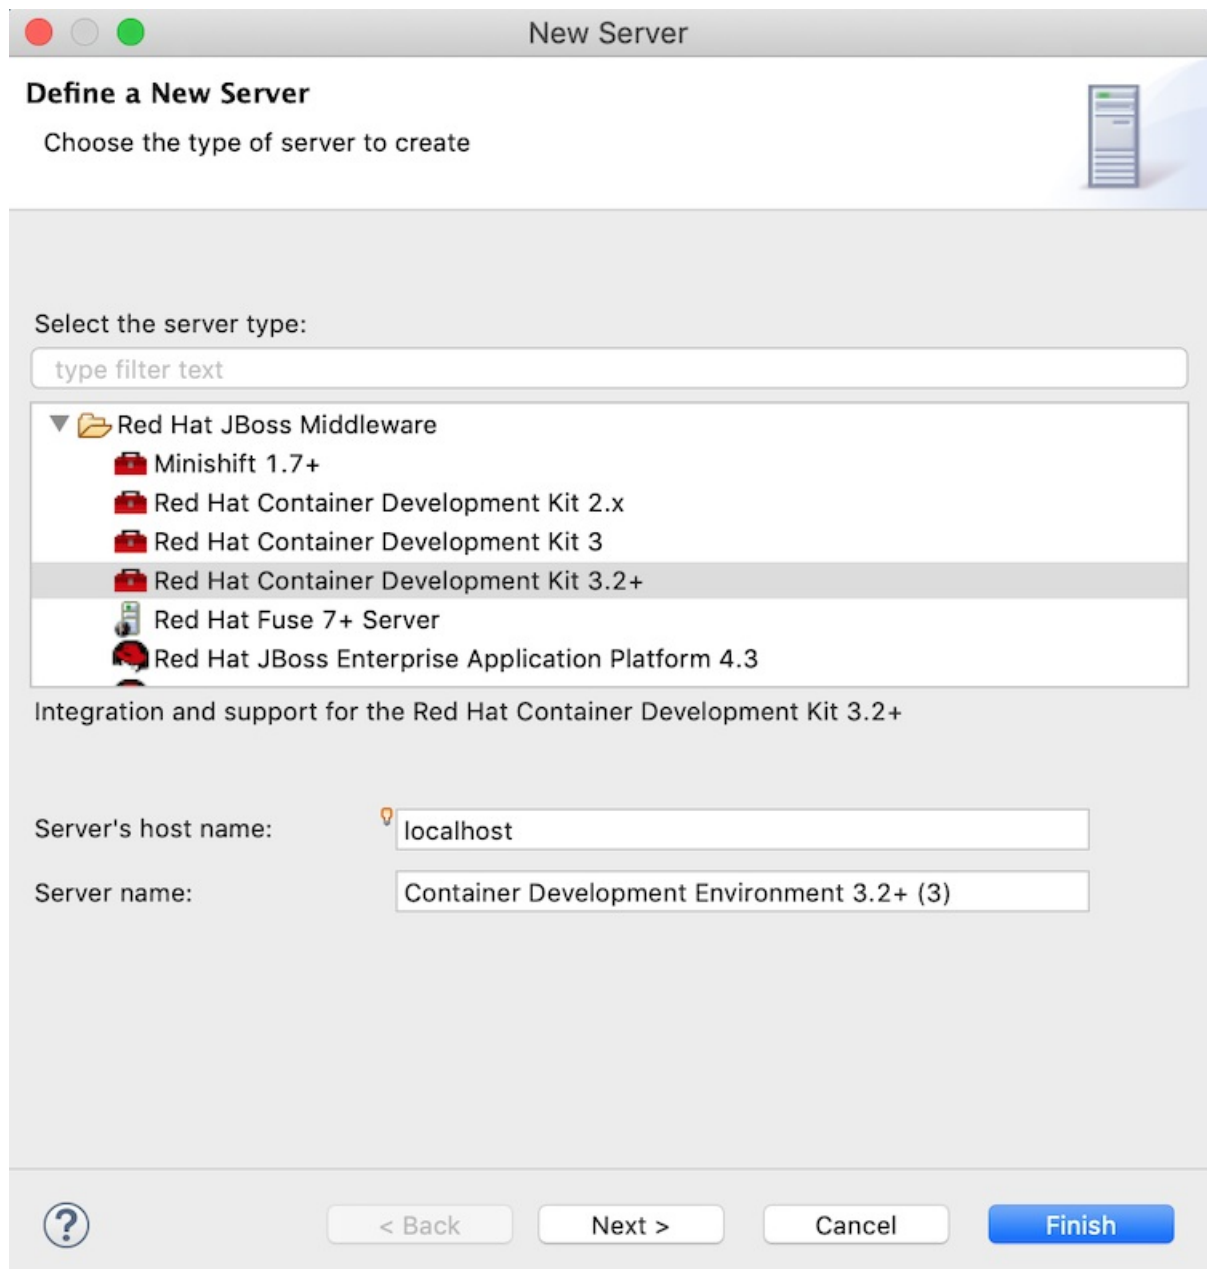 New Server
Define a New Server
Choose the type of server to create
Select the server type:
type filter text
Red Hat JBoss Middleware
Minishift 1.7+
Red Hat Container Development Kit 2.x
Red Hat Container Development Kit 3
Red Hat Container Development Kit 3.2+
Red Hat Fuse 7+ Server
Red Hat JBoss Enterprise Application Platform 4.3
Integration and support for the Red Hat Container Development Kit 3.2+
Server's host name: localhost
Server name: Container Development Environment 3.2+ (3)
? < Back Next > Cancel Finish